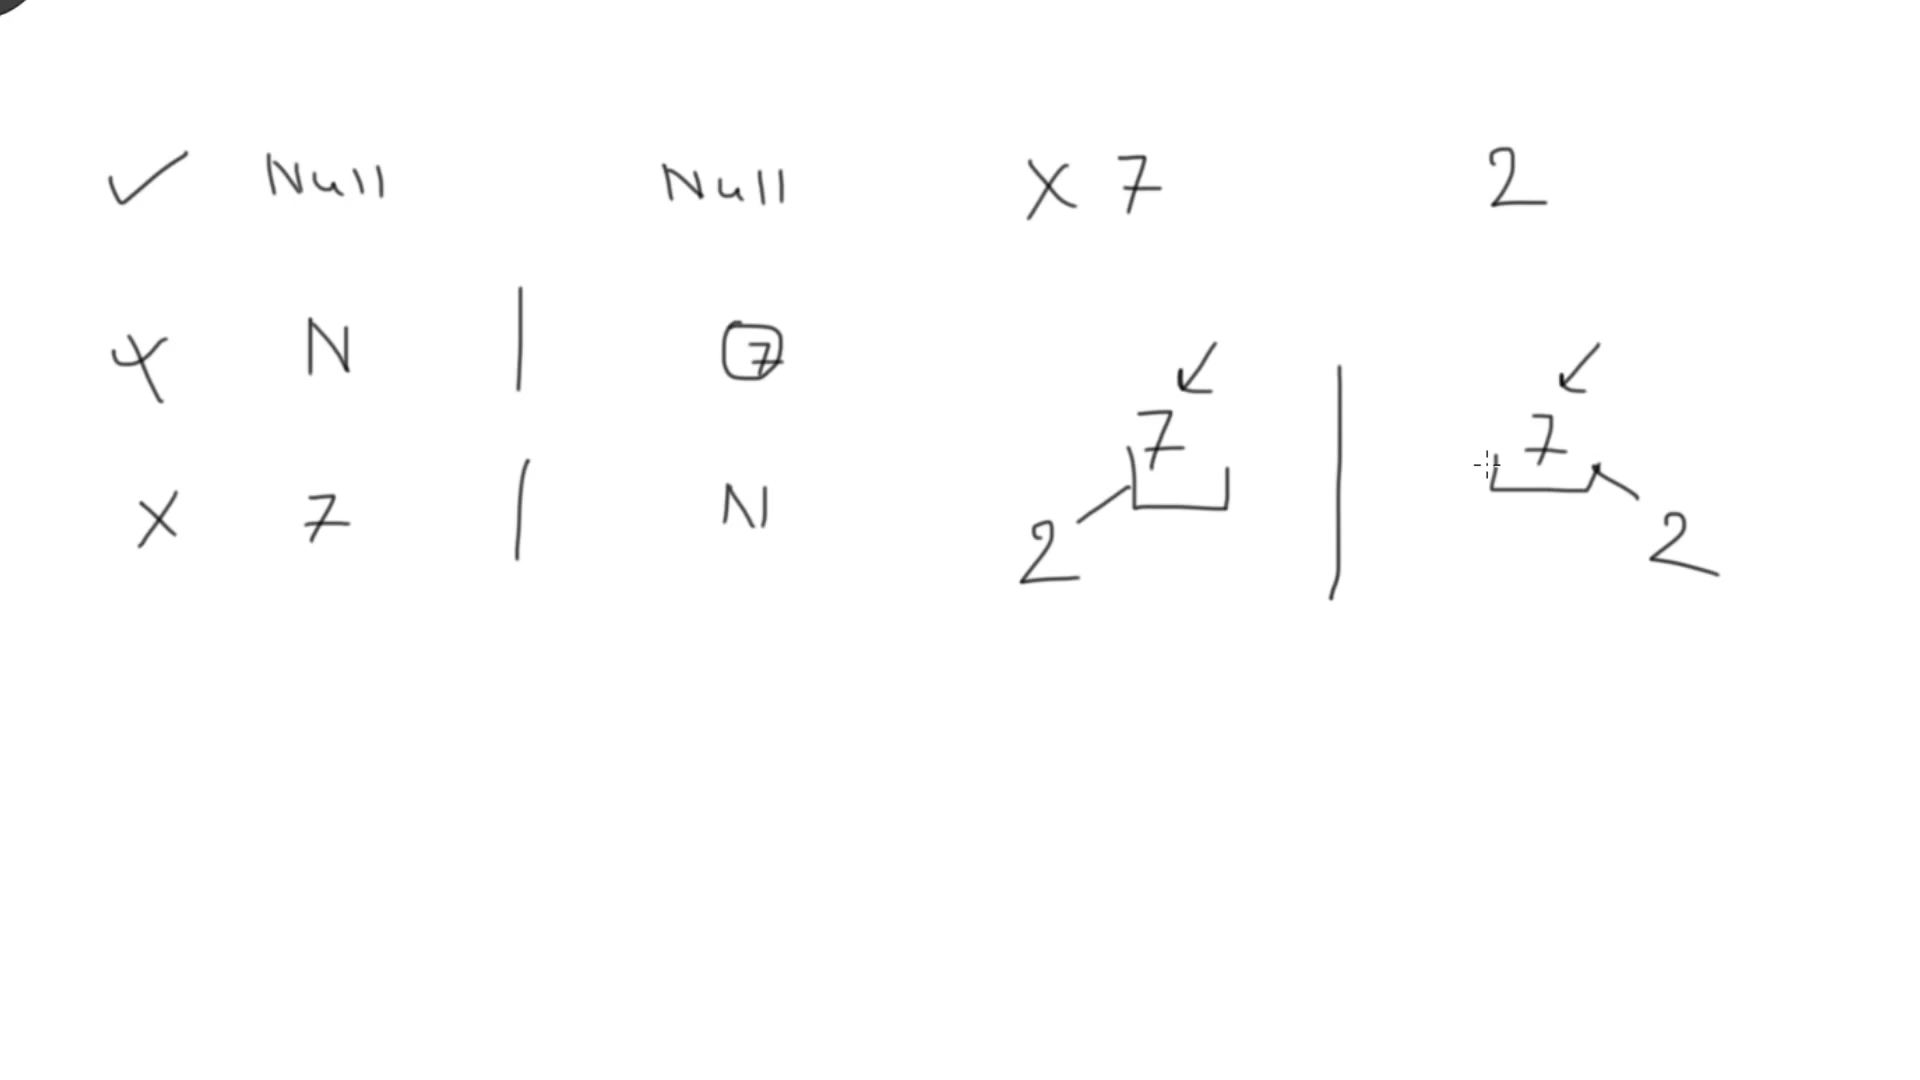 ✓ Null Null X 7 2
X N | 7
7 | 7
X 7 | N
2 2